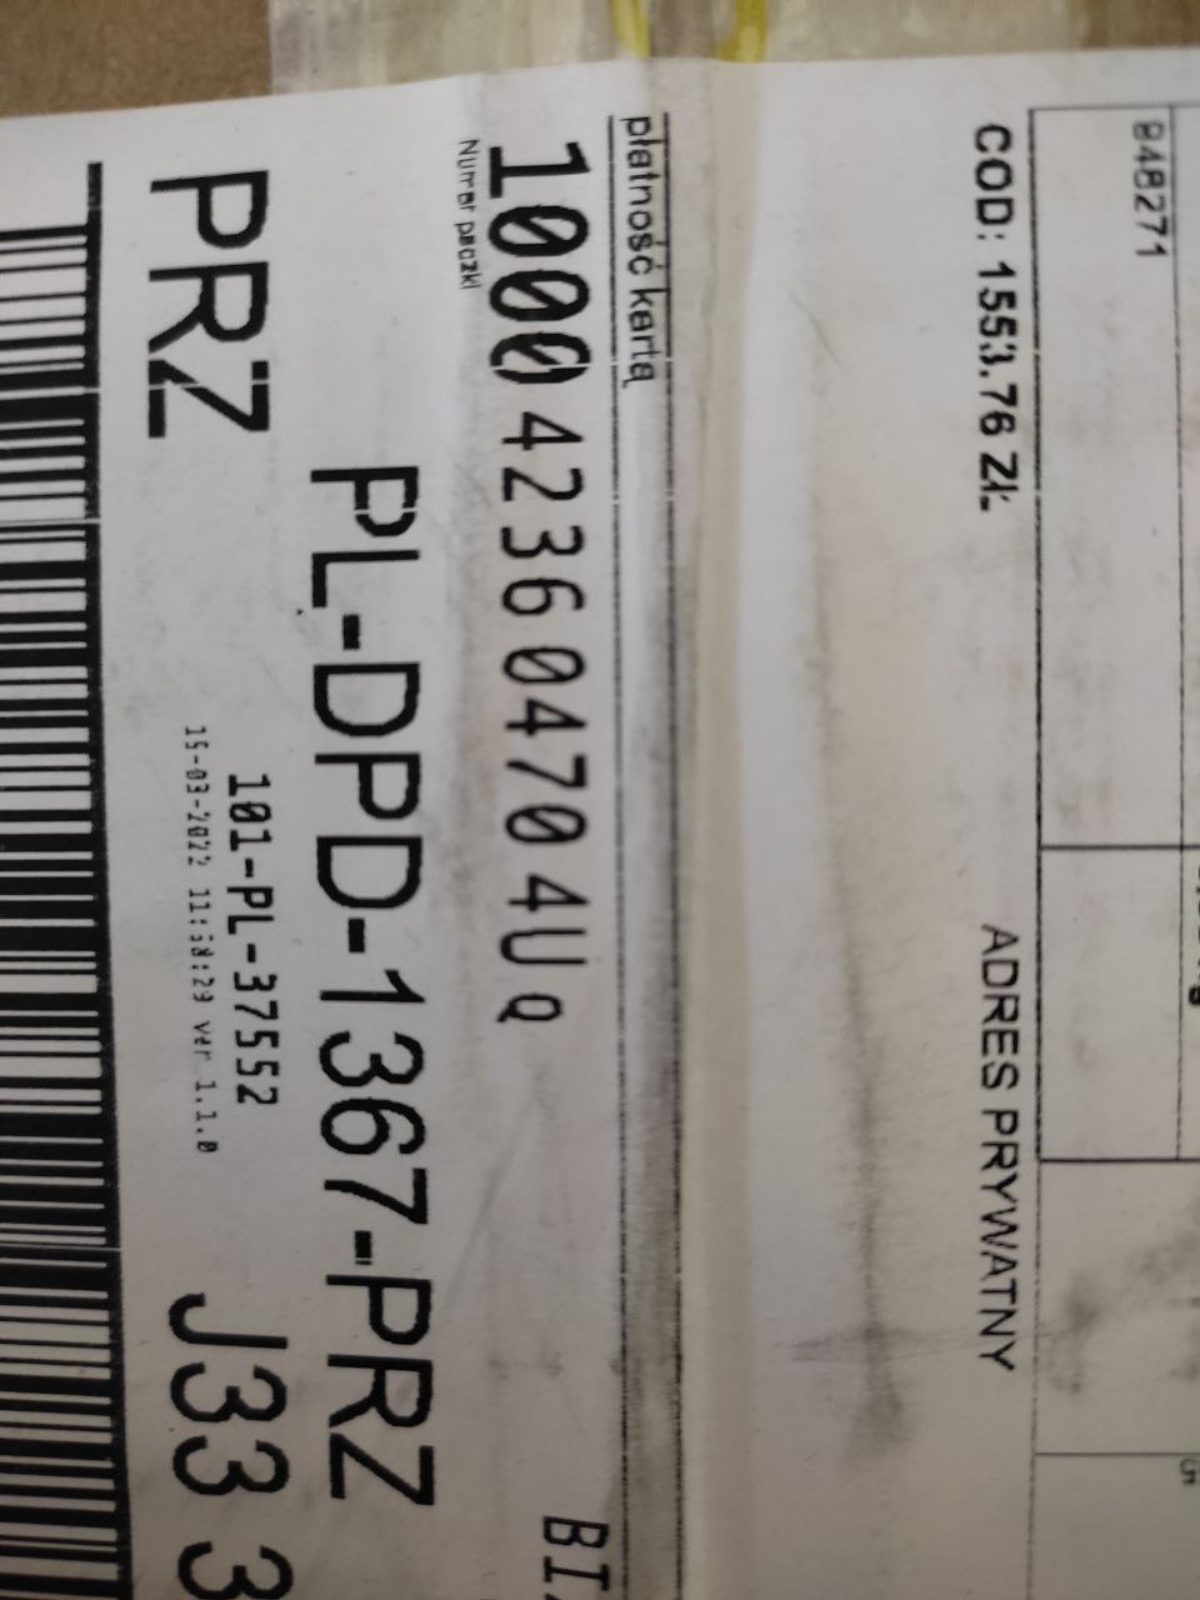 848271
COD: 1553.76 ZŁ
ADRES PRYWATNY
płatność kartą
1000 4236 0470 4U Q
Numer paczki
PL-DPD-1367-PRZ
101-PL-37552
PRZ
15-03-2022 11:58:29 ver 1.1.0
J33 3